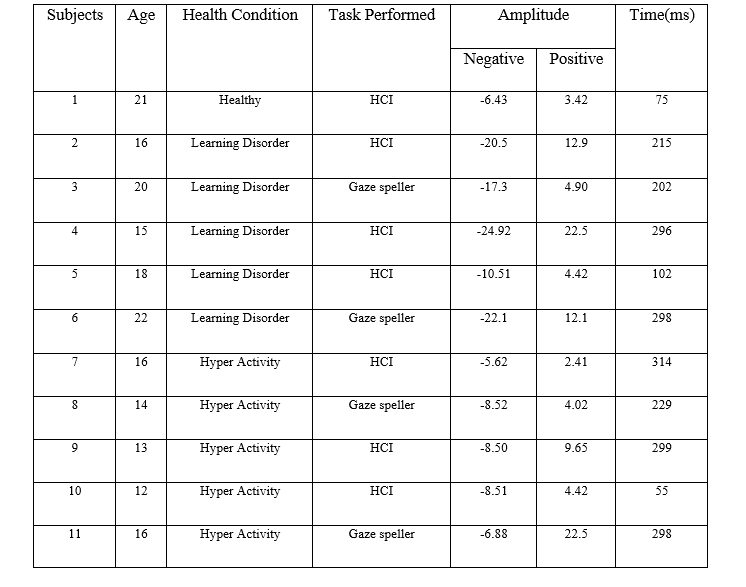 Subjects Age Health Condition Task Performed Amplitude Time(ms)
Negative Positive
1 21 Healthy HCI -6.43 3.42 75
2 16 Learning Disorder HCI -20.5 12.9 215
3 20 Learning Disorder Gaze speller -17.3 4.90 202
4 15 Learning Disorder HCI -24.92 22.5 296
5 18 Learning Disorder HCI -10.51 4.42 102
6 22 Learning Disorder Gaze speller -22.1 12.1 298
7 16 Hyper Activity HCI -5.62 2.41 314
8 14 Hyper Activity Gaze speller -8.52 4.02 229
9 13 Hyper Activity HCI -8.50 9.65 299
10 12 Hyper Activity HCI -8.51 4.42 55
11 16 Hyper Activity Gaze speller -6.88 22.5 298